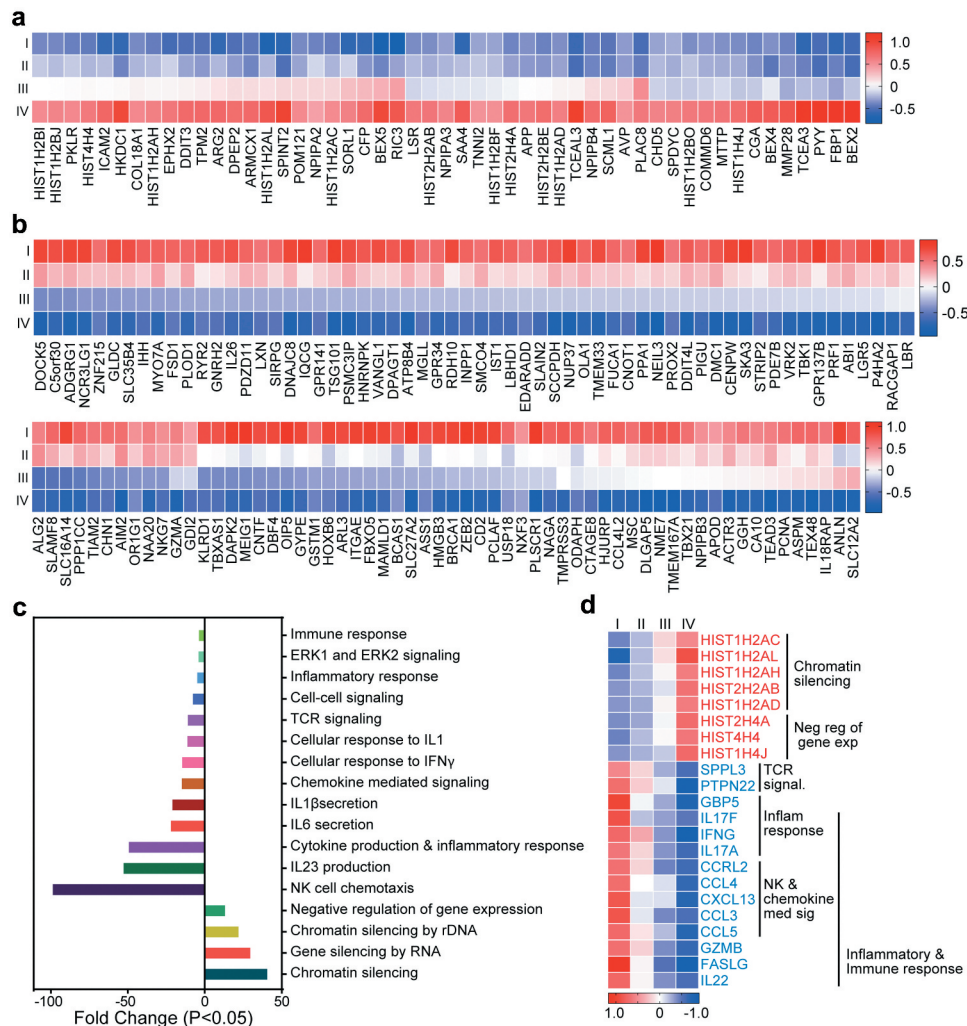 a
I
II
III
IV
1.0
0.5
0
-0.5
HIST1H2BI
HIST1H2BJ
PKLR
HIST4H4
ICAM2
HKDC1
COL18A1
HIST1H2AH
EPHX2
DDIT3
TPM2
ARG2
DPEP2
ARMCX1
HIST1H2AL
SPINT2
POM121
NPIPA2
HIST1H2AC
SORL1
CFP
BEX5
RIC3
LSR
HIST2H2AB
NPIPA3
SAA4
TNNI2
HIST1H2BF
HIST2H4A
APP
HIST2H2BE
HIST1H2AD
TCEAL3
NPIPB4
SCML1
AVP
PLAC8
CHD5
SPDYC
HIST1H2BO
COMMD6
MTTP
HIST1H4J
CGA
BEX4
MMP28
TCEA3
PYY
FBP1
BEX2
b
I
II
III
IV
0.5
0
-0.5
DOCK5
C5orf30
ADGRG1
NCR3LG1
ZNF215
GLDC
SLC35B4
IHH
MYO7A
FSD1
PLOD1
RYR2
GNRH2
IL26
PDZD11
LXN
SIRPG
DNAJC8
IQCG
GPR141
TSG101
PSMC3IP
HNRNPK
VANGL1
DPAGT1
ATP8B4
MGLL
GPR34
RDH10
INPP1
SMCO4
IST1
LBHD1
EDARADD
SLAIN2
SCCPDH
NUP37
OLA1
TMEM33
FUCA1
CNOT1
PPA1
NEIL3
PROX2
DDIT4L
PIGU
DMC1
CENPW
SKA3
STRIP2
PDE7B
VRK2
TBK1
GPR137B
PRF1
ABI1
LGR5
P4HA2
RACGAP1
LBR
I
II
III
IV
1.0
0.5
0
-0.5
ALG2
SLAMF8
SLC16A14
PPP1CC
TIAM2
CHN1
AIM2
OR1G1
NAA20
NKG7
GZMA
GDI2
KLRD1
TBXAS1
DAPK2
MEIG1
CNTF
DBF4
OIP5
GYPE
GSTM1
HOXB6
ARL3
ITGAE
FBXO5
MAMLD1
BCAS1
SLC27A2
ASS1
HMGB3
BRCA1
ZEB2
CD2
PCLAF
USP18
NXF3
PLSCR1
NAGA
TMPRSS3
ODAPH
CTAGE8
HJURP
CCL4L2
MSC
DLGAP5
NME7
TMEM167A
TBX21
NPIPB3
APOD
ACTR3
GGH
CA10
TEAD3
PCNA
ASPM
TEX48
IL18RAP
ANLN
SLC12A2
c
Immune response
ERK1 and ERK2 signaling
Inflammatory response
Cell-cell signaling
TCR signaling
Cellular response to IL1
Cellular response to IFNγ
Chemokine mediated signaling
IL1βsecretion
IL6 secretion
Cytokine production & inflammatory response
IL23 production
NK cell chemotaxis
Negative regulation of gene expression
Chromatin silencing by rDNA
Gene silencing by RNA
Chromatin silencing
-100 -50 0 50
Fold Change (P<0.05)
d
I II III IV
HIST1H2AC
HIST1H2AL
HIST1H2AH
HIST2H2AB
HIST1H2AD
HIST2H4A
HIST4H4
HIST1H4J
SPPL3
PTPN22
GBP5
IL17F
IFNG
IL17A
CCRL2
CCL4
CXCL13
CCL3
CCL5
GZMB
FASLG
IL22
Chromatin
silencing
Neg reg of
gene exp
TCR
signal.
Inflam
response
NK &
chemokine
med sig
Inflammatory &
Immune response
1.0 0 -1.0